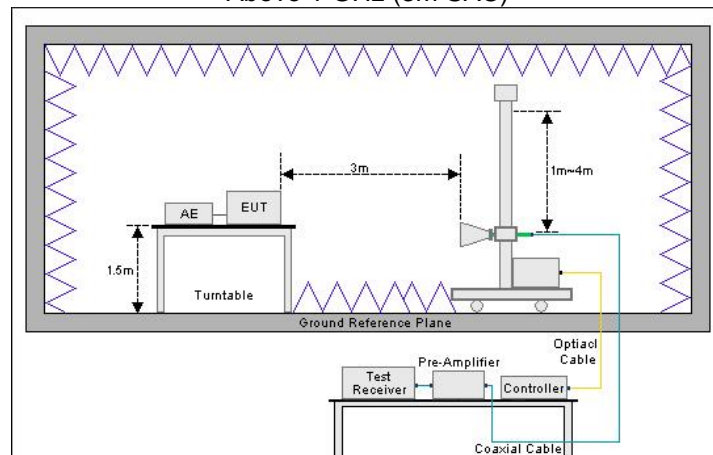 Above 1 GHz (3m SAC)
3m
1m~4m
AE
EUT
1.5m
Turntable
Ground Reference Plane
Optiacl
Cable
Pre-Amplifier
Test
Receiver
Controller
Coaxial Cable